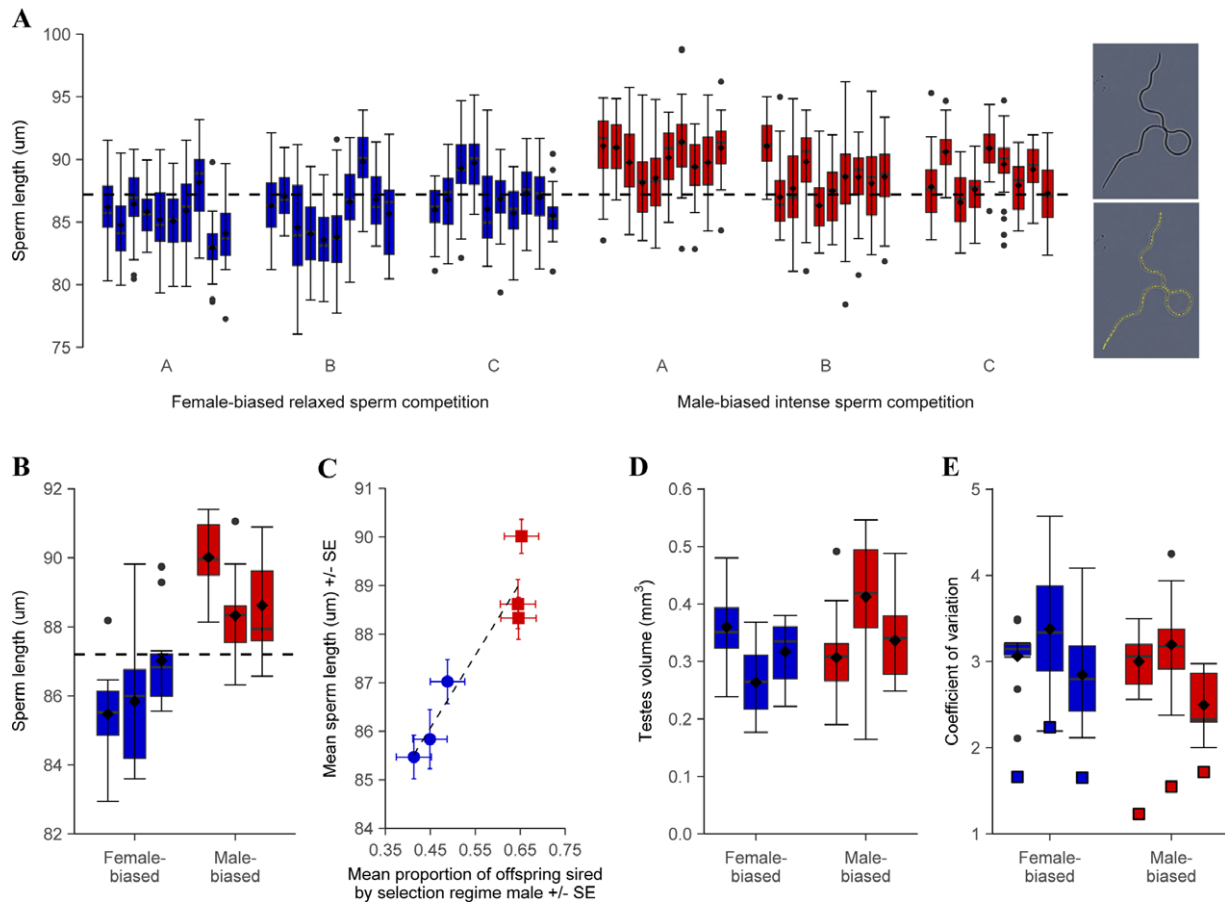 A
Sperm length (um)
100
95
90
85
80
75
A
B
C
A
B
C
Female-biased relaxed sperm competition
Male-biased intense sperm competition
B
Sperm length (um)
92
90
88
86
84
82
Female-
biased
Male-
biased
C
Mean sperm length (um) +/- SE
91
90
89
88
87
86
85
84
0.35
0.45
0.55
0.65
0.75
Mean proportion of offspring sired
by selection regime male +/- SE
D
Testes volume (mm³)
0.6
0.5
0.4
0.3
0.2
0.1
0.0
Female-
biased
Male-
biased
E
Coefficient of variation
5
4
3
2
1
Female-
biased
Male-
biased